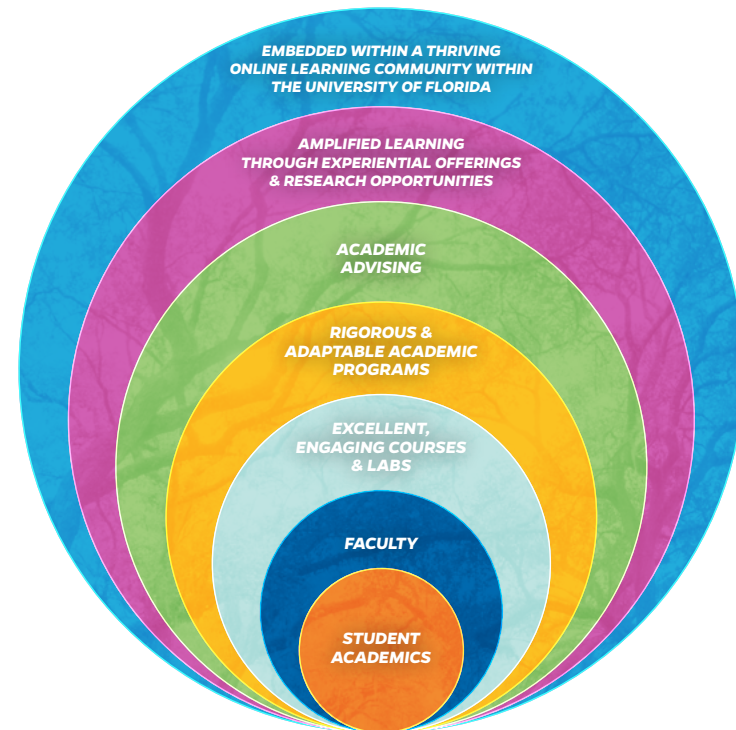 EMBEDDED WITHIN A THRIVING
ONLINE LEARNING COMMUNITY WITHIN
THE UNIVERSITY OF FLORIDA
AMPLIFIED LEARNING
THROUGH EXPERIENTIAL OFFERINGS
& RESEARCH OPPORTUNITIES
ACADEMIC
ADVISING
RIGOROUS &
ADAPTABLE ACADEMIC
PROGRAMS
EXCELLENT,
ENGAGING COURSES
& LABS
FACULTY
STUDENT
ACADEMICS